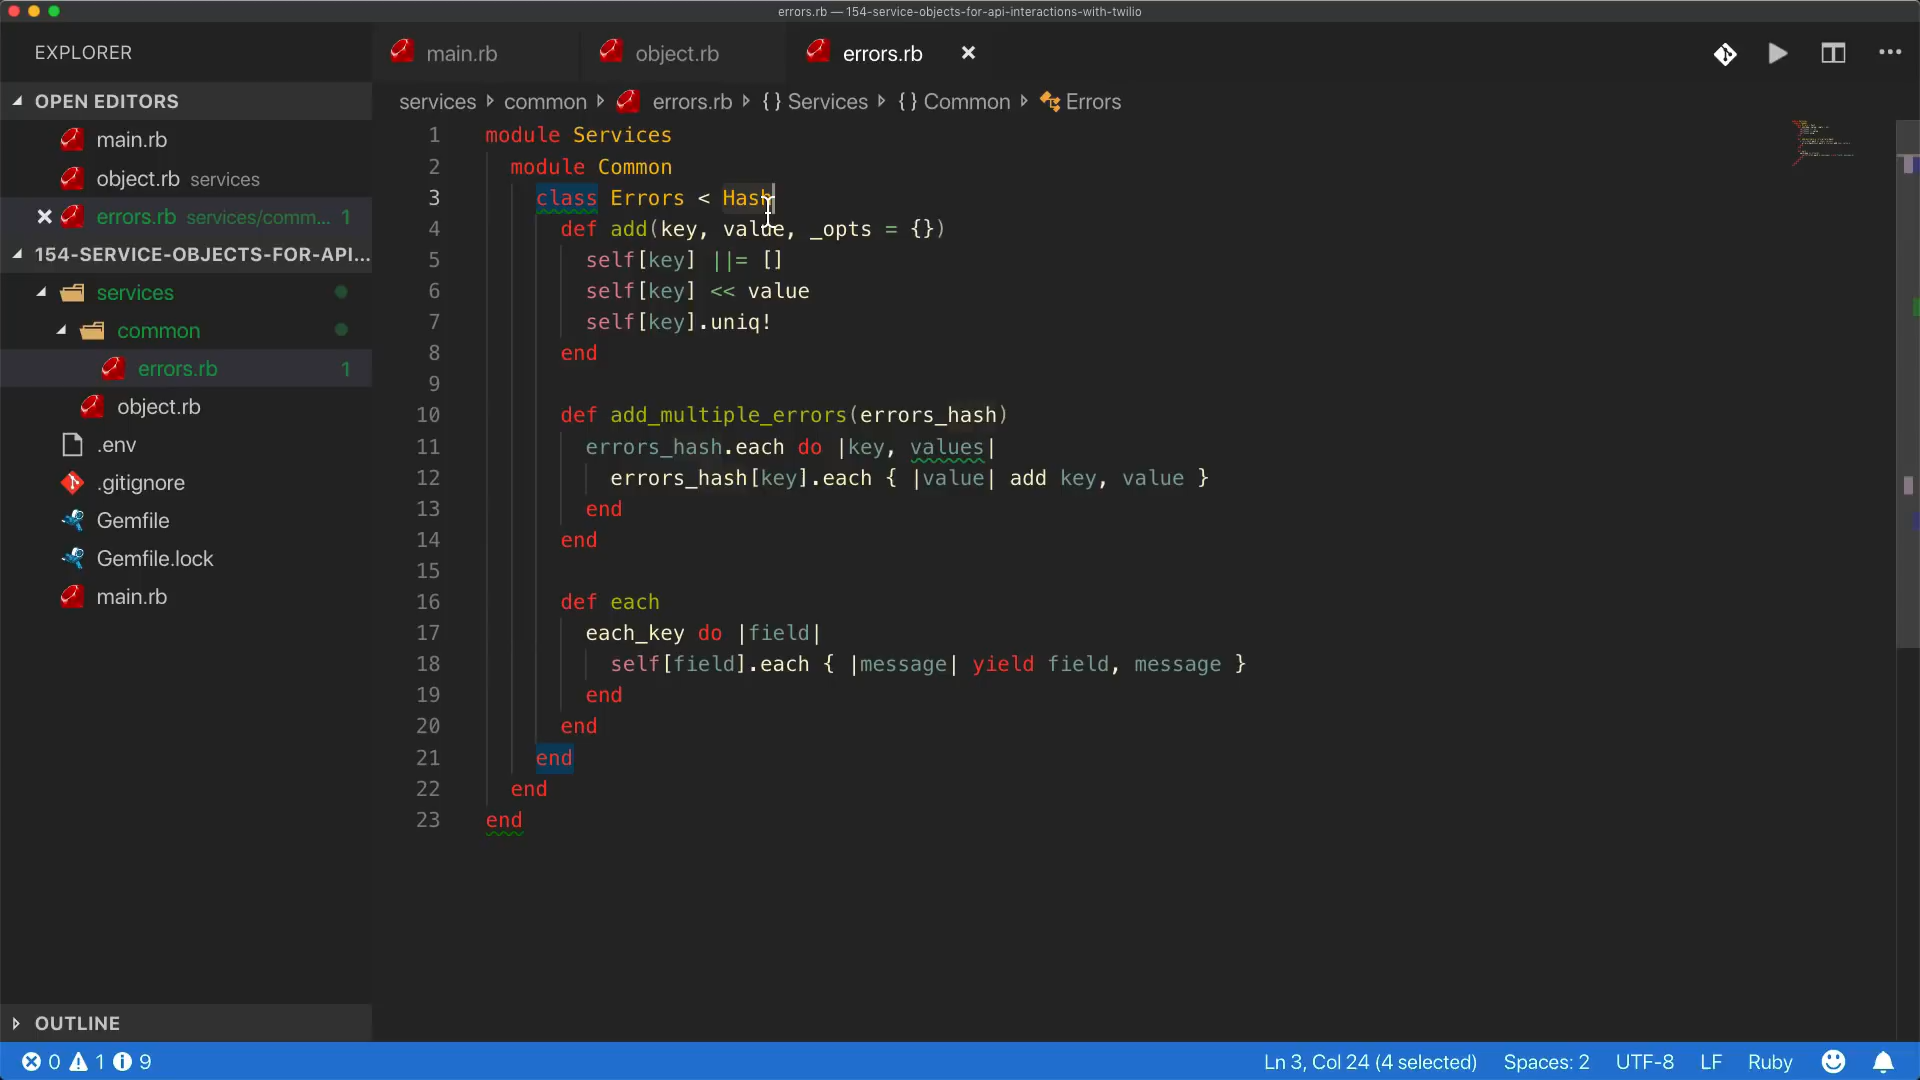 errors.rb — 154-service-objects-for-api-interactions-with-twilio
EXPLORER
OPEN EDITORS
main.rb
object.rb services
errors.rb services/comm... 1
154-SERVICE-OBJECTS-FOR-API...
services
common
errors.rb 1
object.rb
.env
.gitignore
Gemfile
Gemfile.lock
main.rb
OUTLINE
main.rb object.rb errors.rb
services common errors.rb {} Services {} Common Errors
1 module Services
2 module Common
3 class Errors < Hash
4 def add(key, value, _opts = {})
5 self[key] ||= []
6 self[key] << value
7 self[key].uniq!
8 end
9
10 def add_multiple_errors(errors_hash)
11 errors_hash.each do |key, values|
12 errors_hash[key].each { |value| add key, value }
13 end
14 end
15
16 def each
17 each_key do |field|
18 self[field].each { |message| yield field, message }
19 end
20 end
21 end
22 end
23 end
0 1 9
Ln 3, Col 24 (4 selected) Spaces: 2 UTF-8 LF Ruby